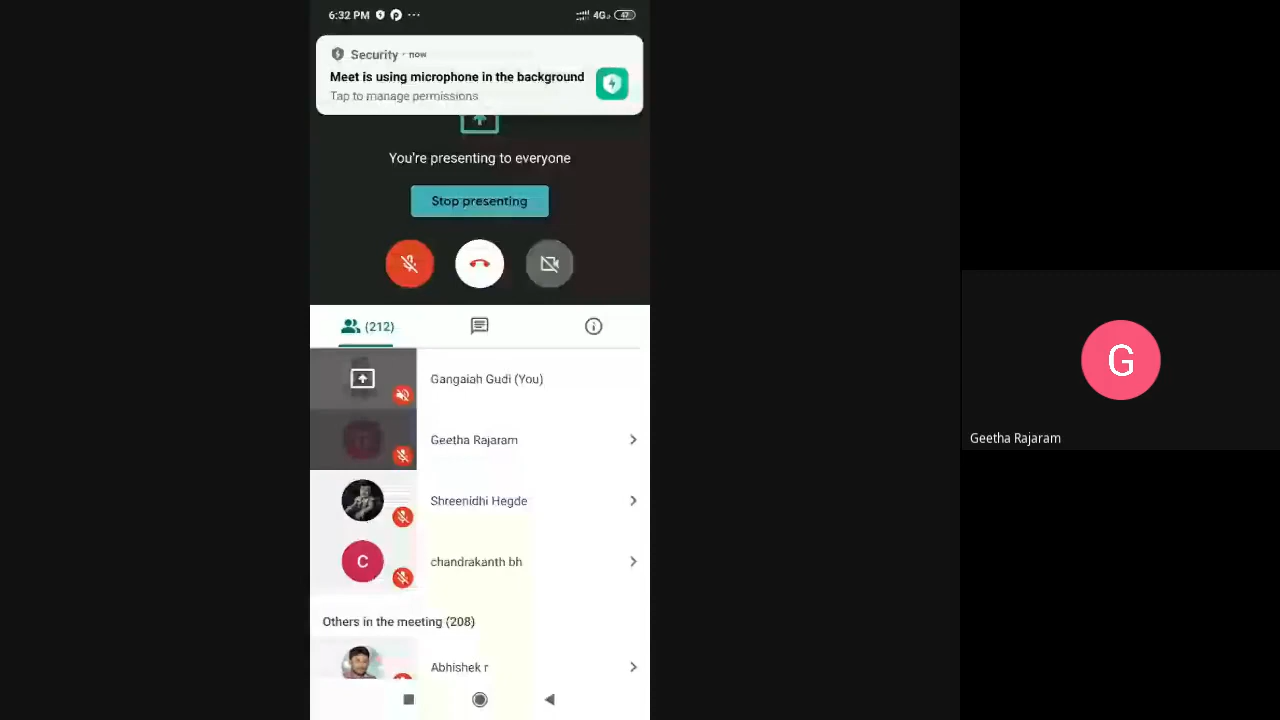 6:32 PM
4G
47
Security · now
Meet is using microphone in the background
Tap to manage permissions
You're presenting to everyone
Stop presenting
(212)
Gangaiah Gudi (You)
Geetha Rajaram
Shreenidhi Hegde
C
chandrakanth bh
Others in the meeting (208)
Abhishek r
G
Geetha Rajaram